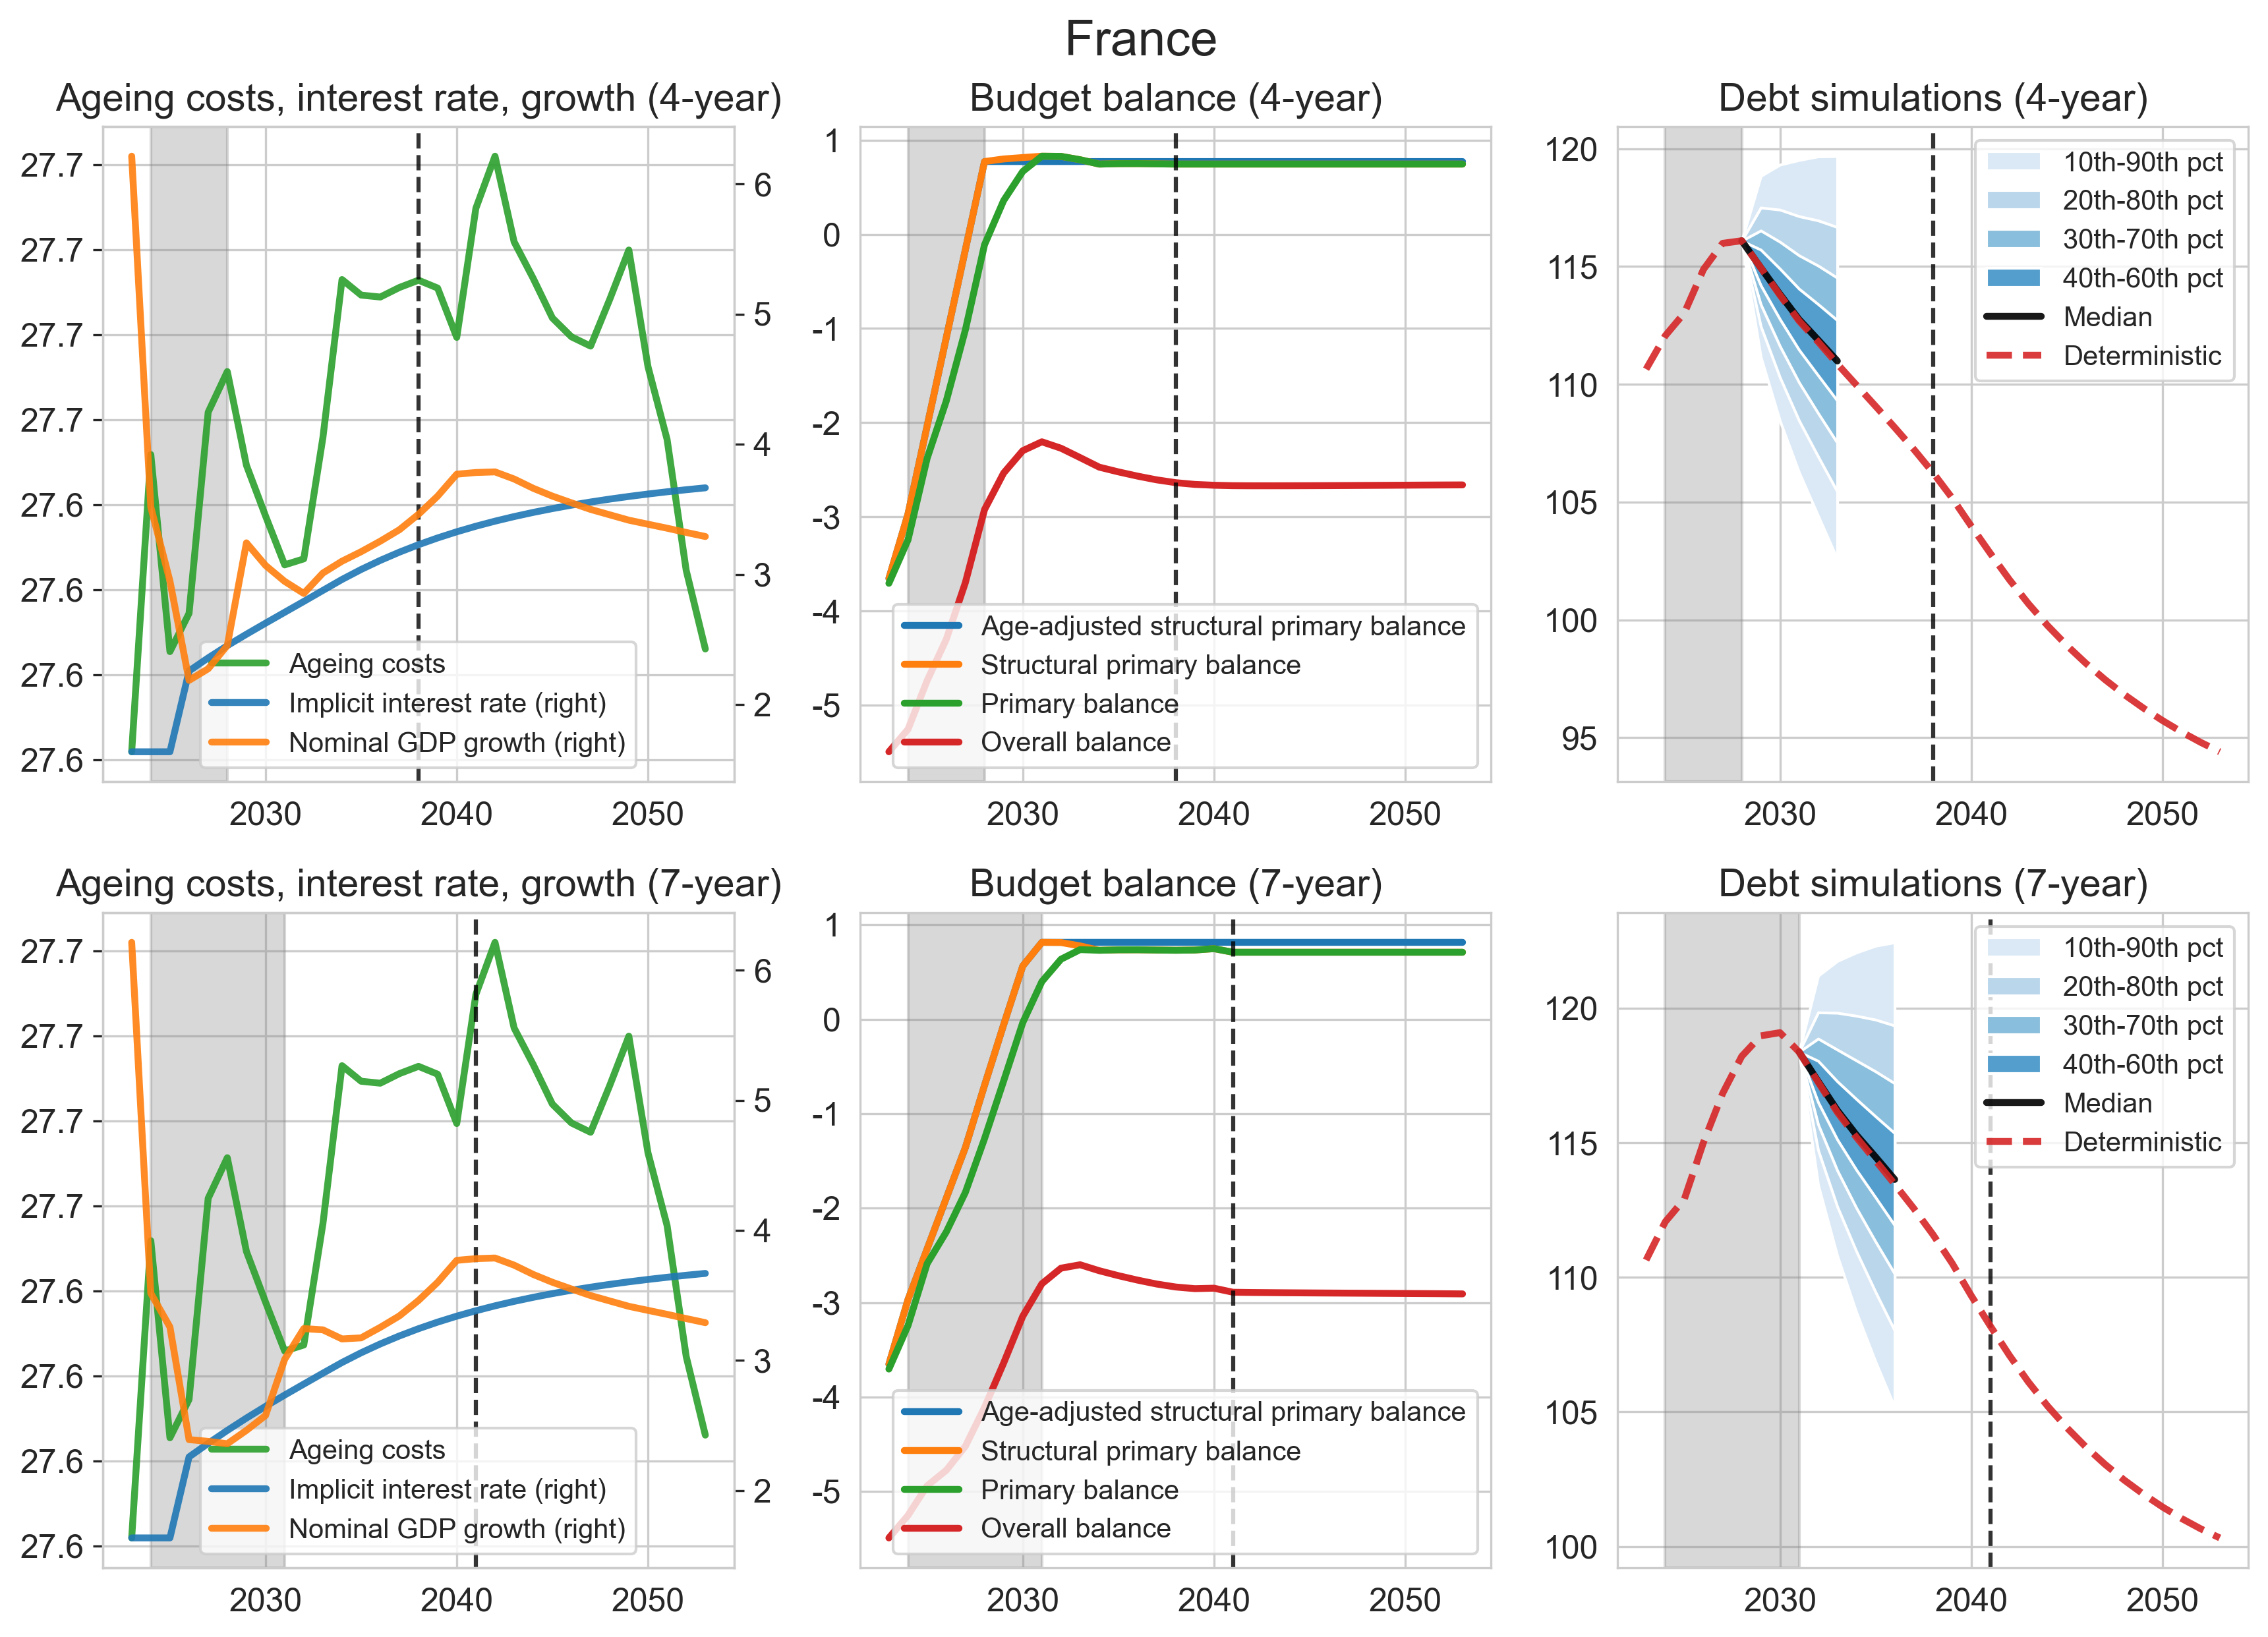 France
Ageing costs, interest rate, growth (4-year)
27.7
27.7
27.7
27.7
27.6
27.6
27.6
27.6
6
5
4
3
2
Ageing costs
Implicit interest rate (right)
Nominal GDP growth (right)
2030
2040
2050
Budget balance (4-year)
1
0
-1
-2
-3
-4
-5
Age-adjusted structural primary balance
Structural primary balance
Primary balance
Overall balance
2030
2040
2050
Debt simulations (4-year)
120
115
110
105
100
95
10th-90th pct
20th-80th pct
30th-70th pct
40th-60th pct
Median
Deterministic
2030
2040
2050
Ageing costs, interest rate, growth (7-year)
27.7
27.7
27.7
27.7
27.6
27.6
27.6
27.6
6
5
4
3
2
Ageing costs
Implicit interest rate (right)
Nominal GDP growth (right)
2030
2040
2050
Budget balance (7-year)
1
0
-1
-2
-3
-4
-5
Age-adjusted structural primary balance
Structural primary balance
Primary balance
Overall balance
2030
2040
2050
Debt simulations (7-year)
120
115
110
105
100
10th-90th pct
20th-80th pct
30th-70th pct
40th-60th pct
Median
Deterministic
2030
2040
2050